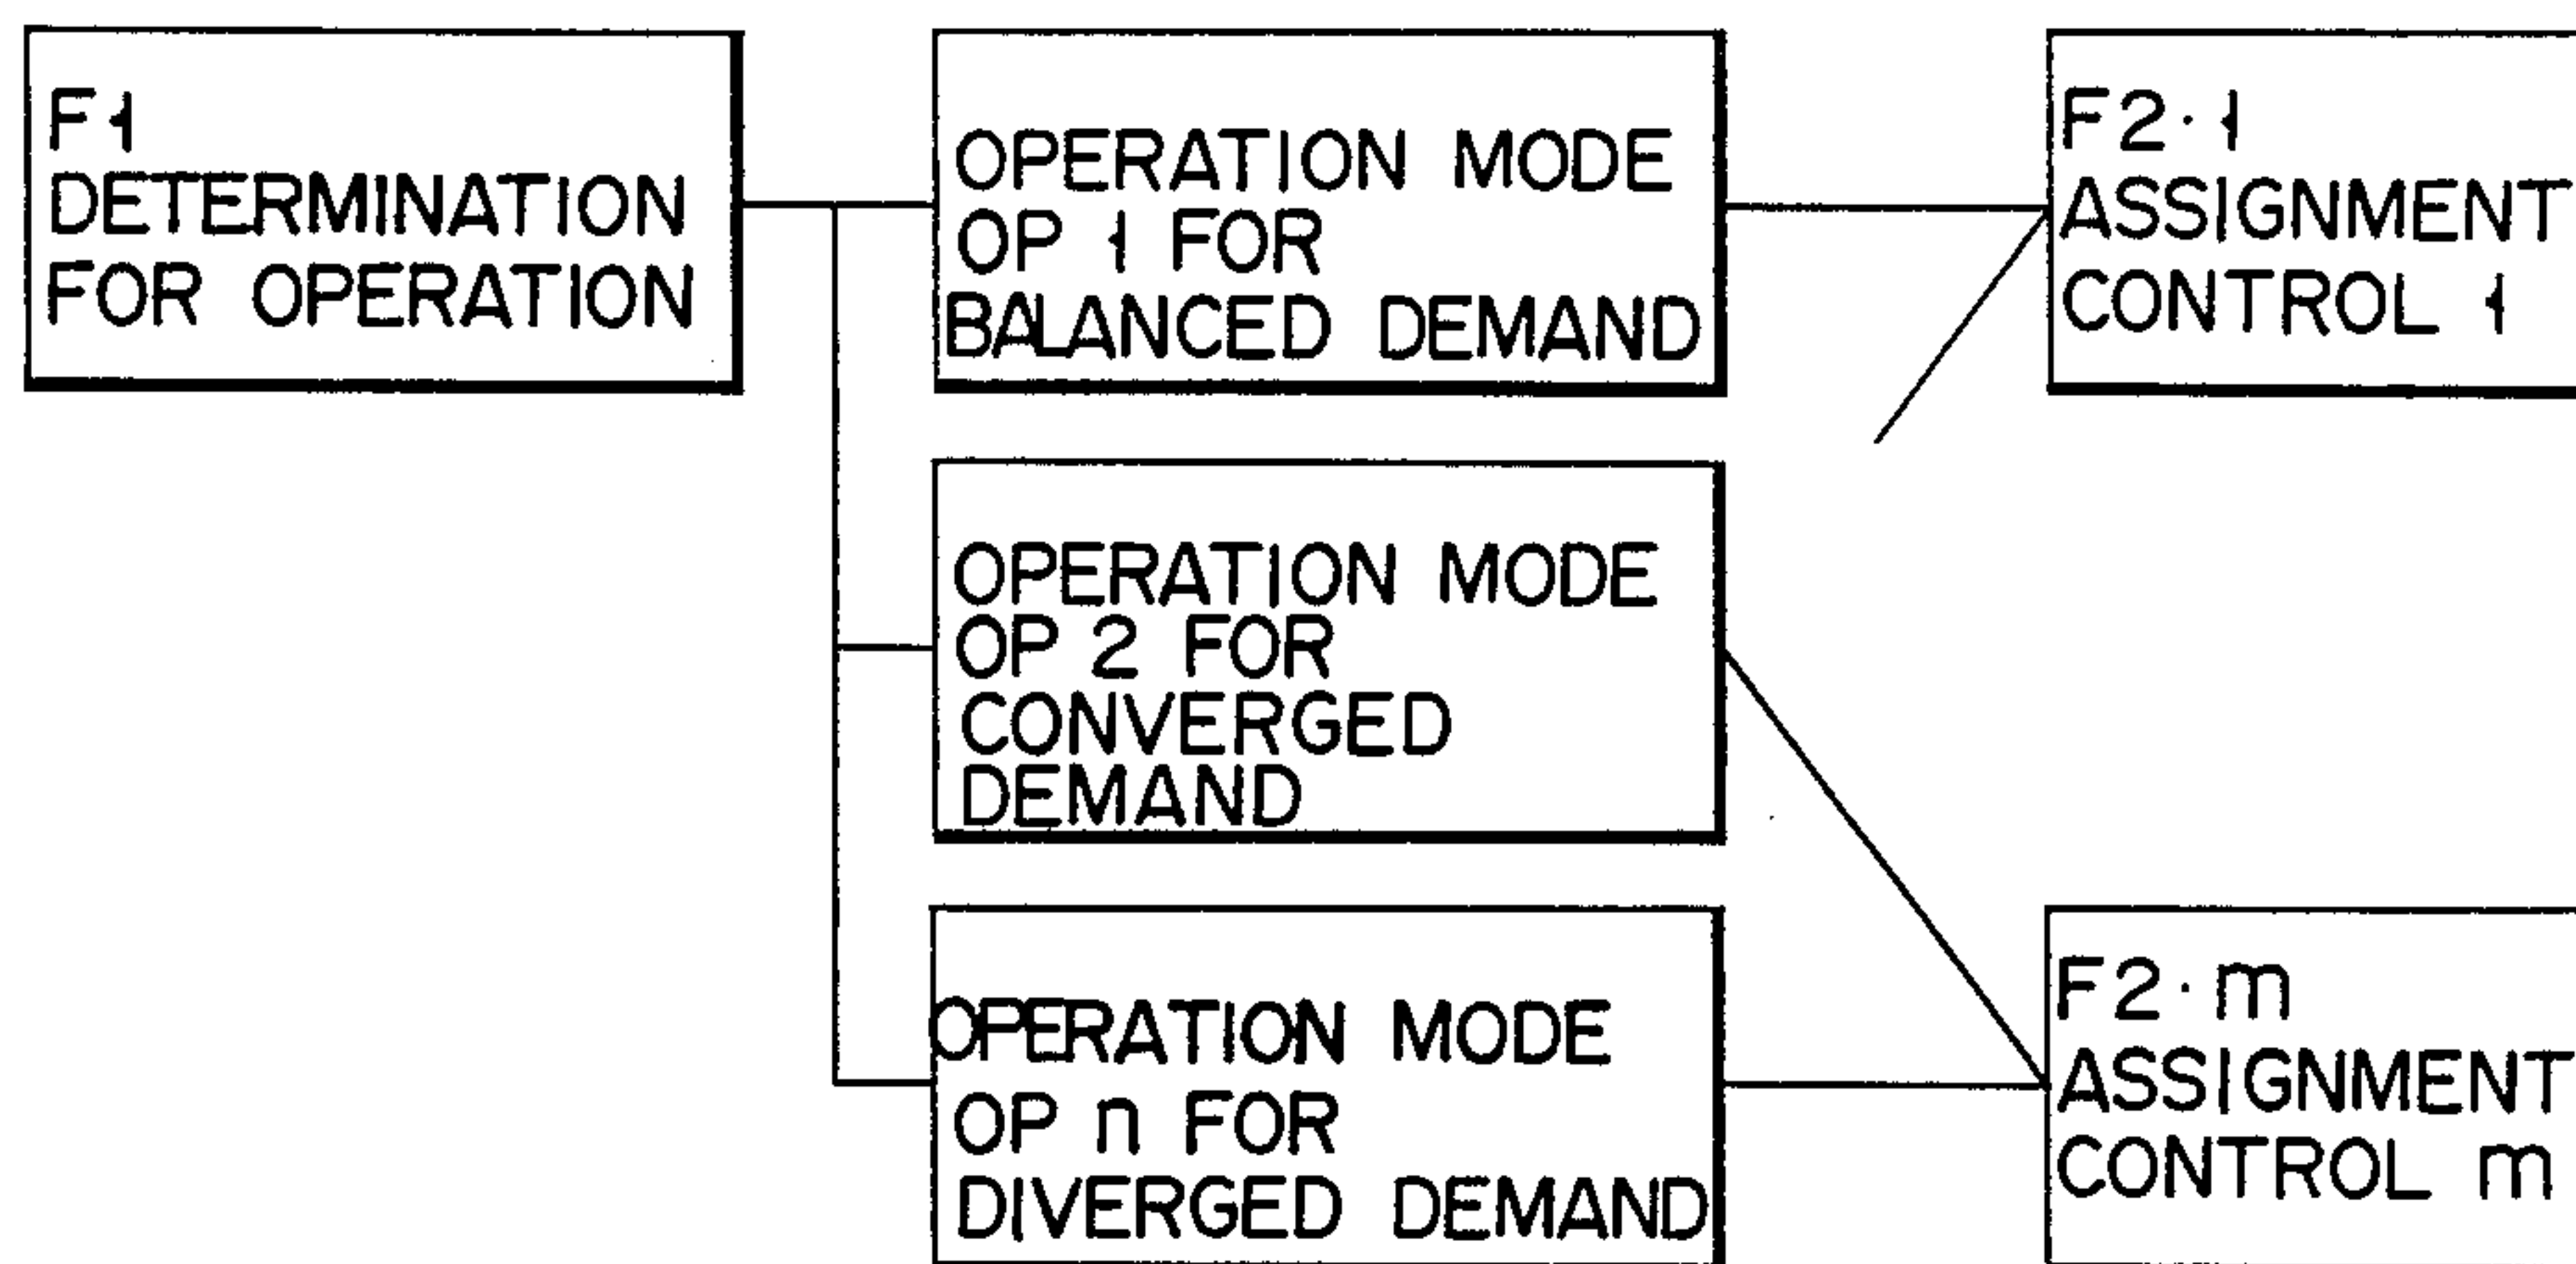 F1
DETERMINATION
FOR OPERATION
OPERATION MODE
OP 1 FOR
BALANCED DEMAND
F2·1
ASSIGNMENT
CONTROL 1
OPERATION MODE
OP 2 FOR
CONVERGED
DEMAND
OPERATION MODE
OP n FOR
DIVERGED DEMAND
F2·m
ASSIGNMENT
CONTROL m